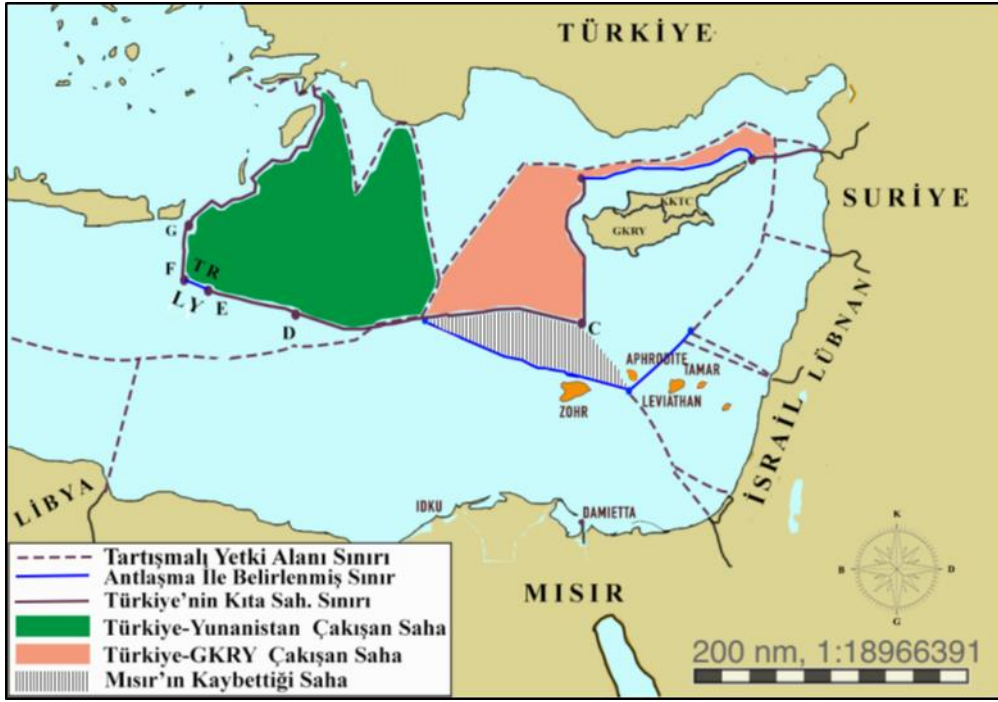 TÜRKİYE
SURİYE
KKTC
GKRY
G
F
TR
LY
E
D
C
LÜBNAN
İSRAİL
APHRODITE
TAMAR
LEVIATHAN
ZOHR
LİBYA
IDKU
DAMIETTA
MISIR
K
B
D
G
Tartışmalı Yetki Alanı Sınırı
Antlaşma İle Belirlenmiş Sınır
Türkiye'nin Kıta Sah. Sınırı
Türkiye-Yunanistan Çakışan Saha
Türkiye-GKRY Çakışan Saha
Mısır'ın Kaybettiği Saha
200 nm, 1:18966391